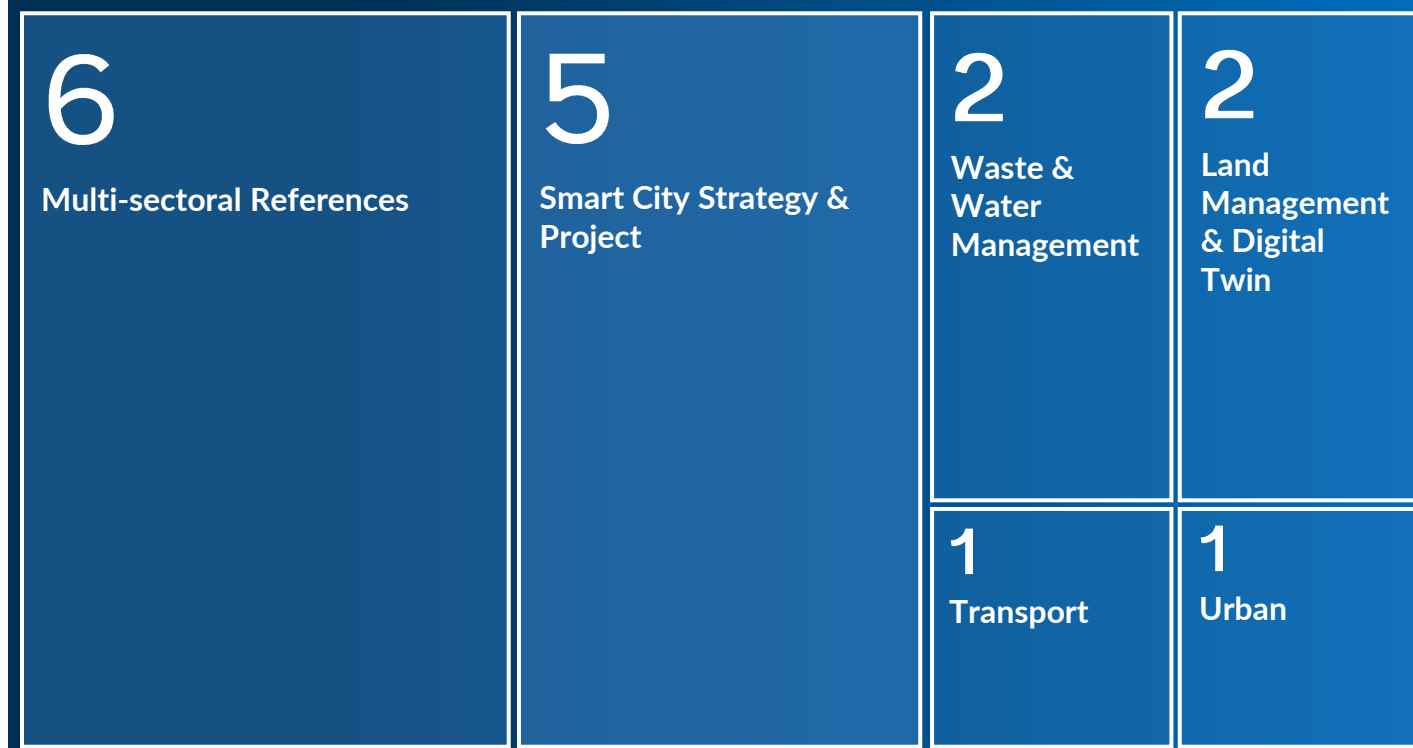 6
Multi-sectoral References
5
Smart City Strategy &
Project
2
Waste &
Water
Management
2
Land
Management
& Digital
Twin
1
Transport
1
Urban